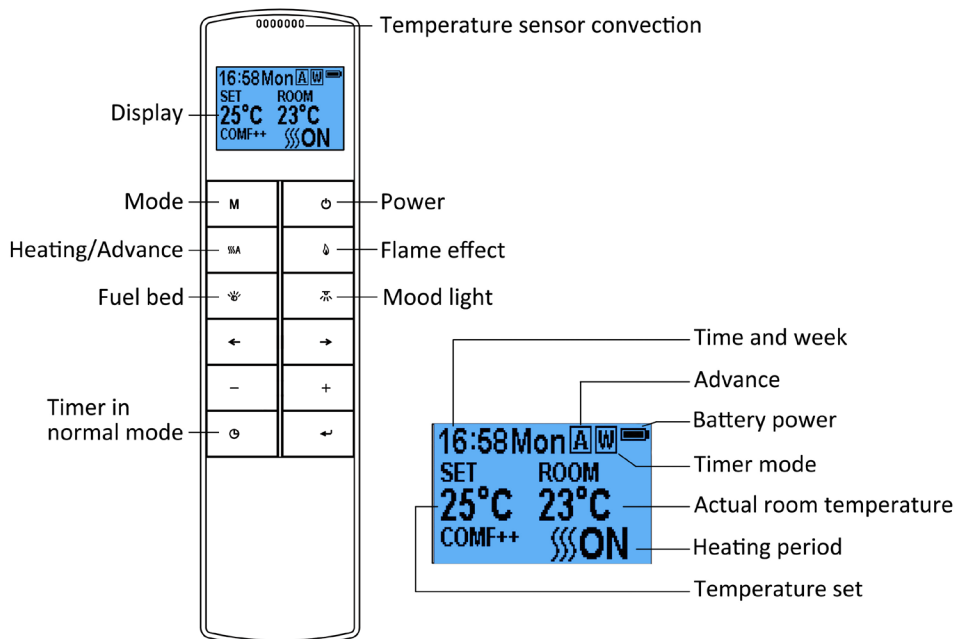 Temperature sensor convection
16:58Mon A W
SET ROOM
25°C 23°C
COMF++ ON
Display
Mode
M
Power
Heating/Advance
A
Flame effect
Fuel bed
Mood light
←
→
−
+
Timer in
normal mode
Time and week
Advance
Battery power
16:58Mon A W
Timer mode
SET ROOM
25°C 23°C
Actual room temperature
COMF++ ON
Heating period
Temperature set